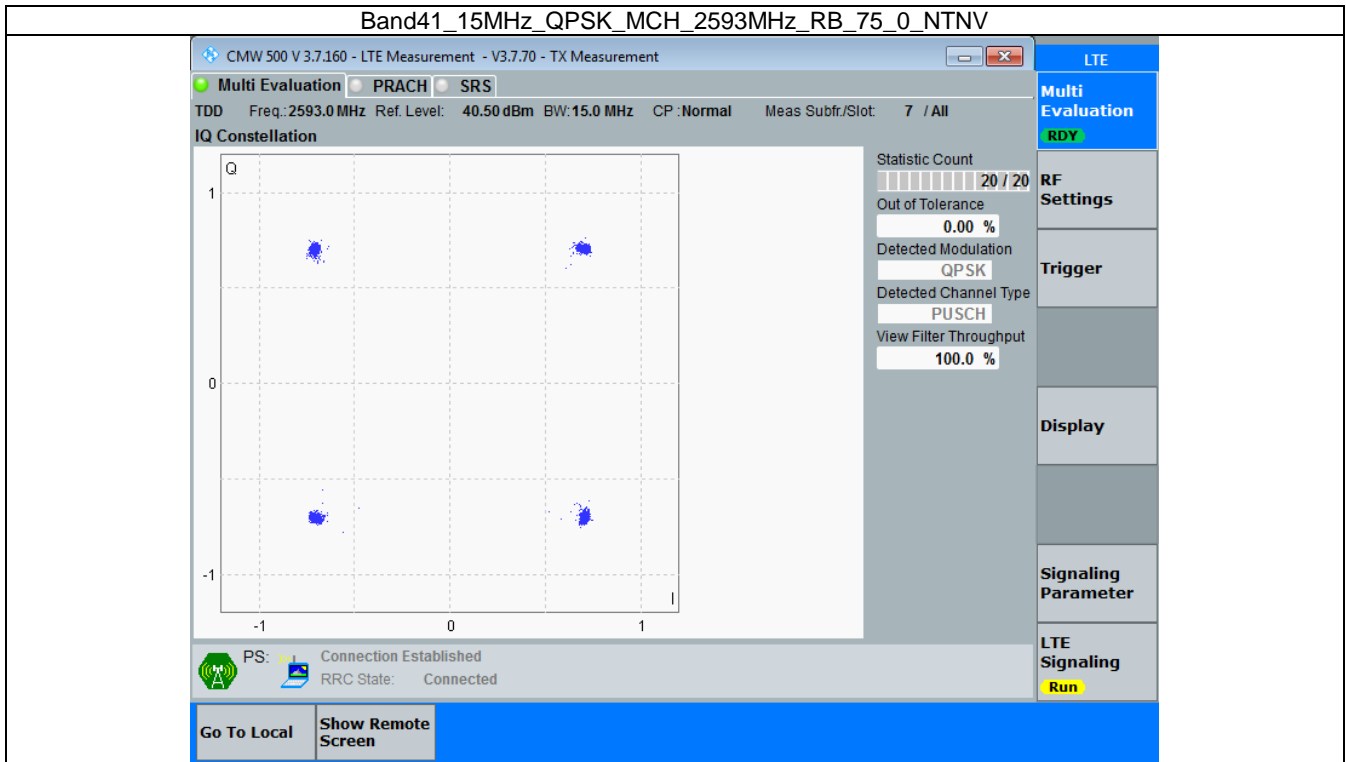 Band41_15MHz_QPSK_MCH_2593MHz_RB_75_0_NTNV
CMW 500 V 3.7.160 - LTE Measurement - V3.7.70 - TX Measurement
LTE
Multi Evaluation PRACH SRS
Multi
Evaluation
RDY
TDD Freq.: 2593.0 MHz Ref. Level: 40.50 dBm BW: 15.0 MHz CP : Normal Meas Subfr./Slot: 7 / All
IQ Constellation
Q
1
0
-1
I
-1 0 1
Statistic Count
20 / 20
Out of Tolerance
0.00 %
Detected Modulation
QPSK
Detected Channel Type
PUSCH
View Filter Throughput
100.0 %
RF
Settings
Trigger
Display
Signaling
Parameter
LTE
Signaling
Run
PS: Connection Established
RRC State: Connected
Go To Local
Show Remote
Screen